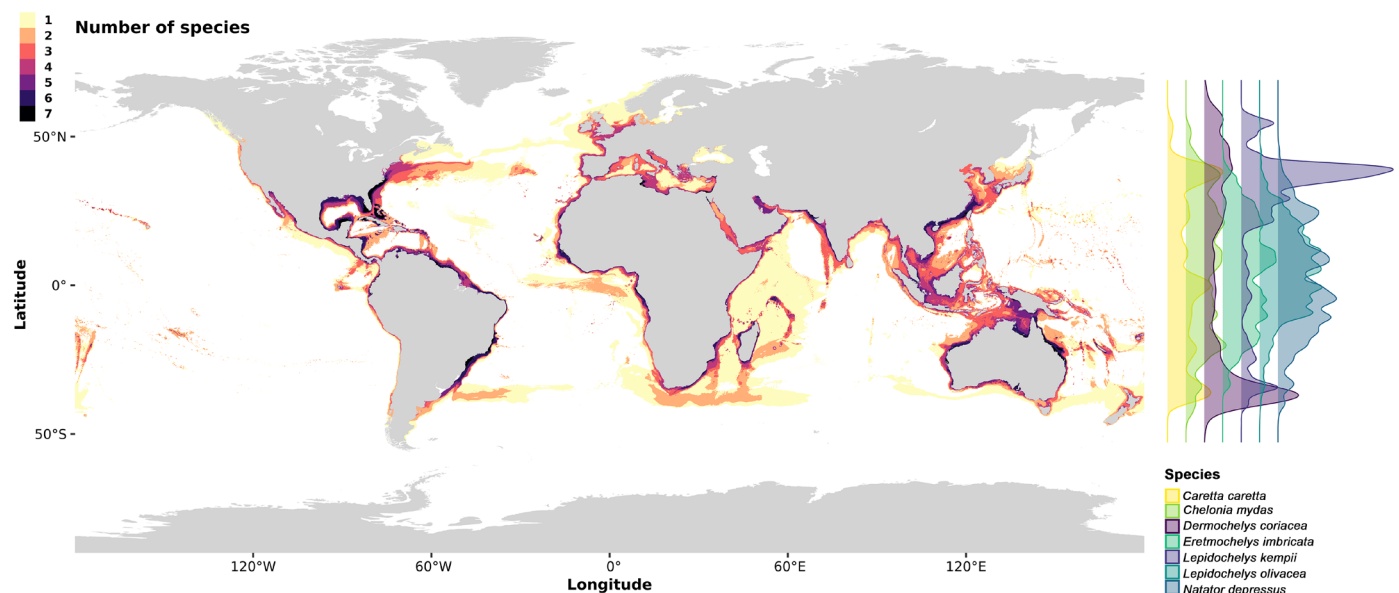 Number of species
1
2
3
4
5
6
7
50°N
0°
50°S
Latitude
120°W
60°W
0°
60°E
120°E
Longitude
Species
Caretta caretta
Chelonia mydas
Dermochelys coriacea
Eretmochelys imbricata
Lepidochelys kempii
Lepidochelys olivacea
Natator depressus